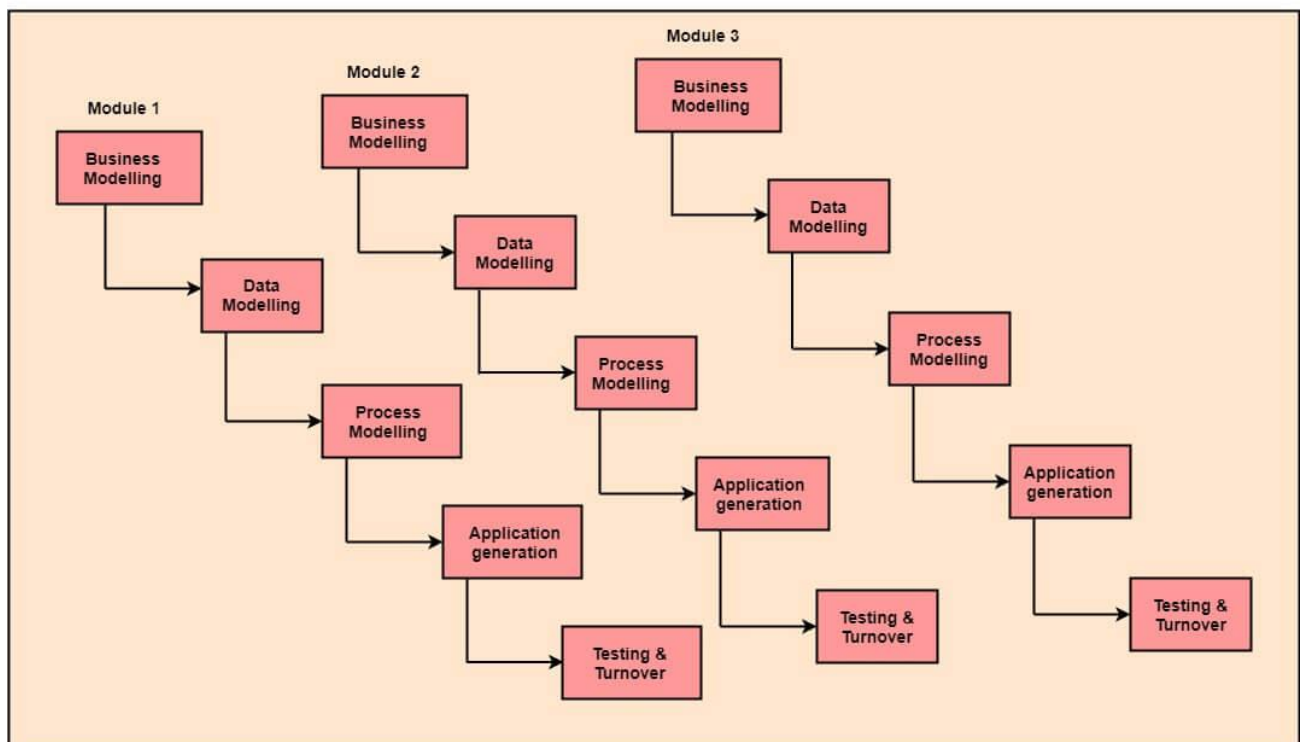 Module 1
Business
Modelling
Data
Modelling
Process
Modelling
Application
generation
Testing &
Turnover
Module 2
Business
Modelling
Data
Modelling
Process
Modelling
Application
generation
Testing &
Turnover
Module 3
Business
Modelling
Data
Modelling
Process
Modelling
Application
generation
Testing &
Turnover